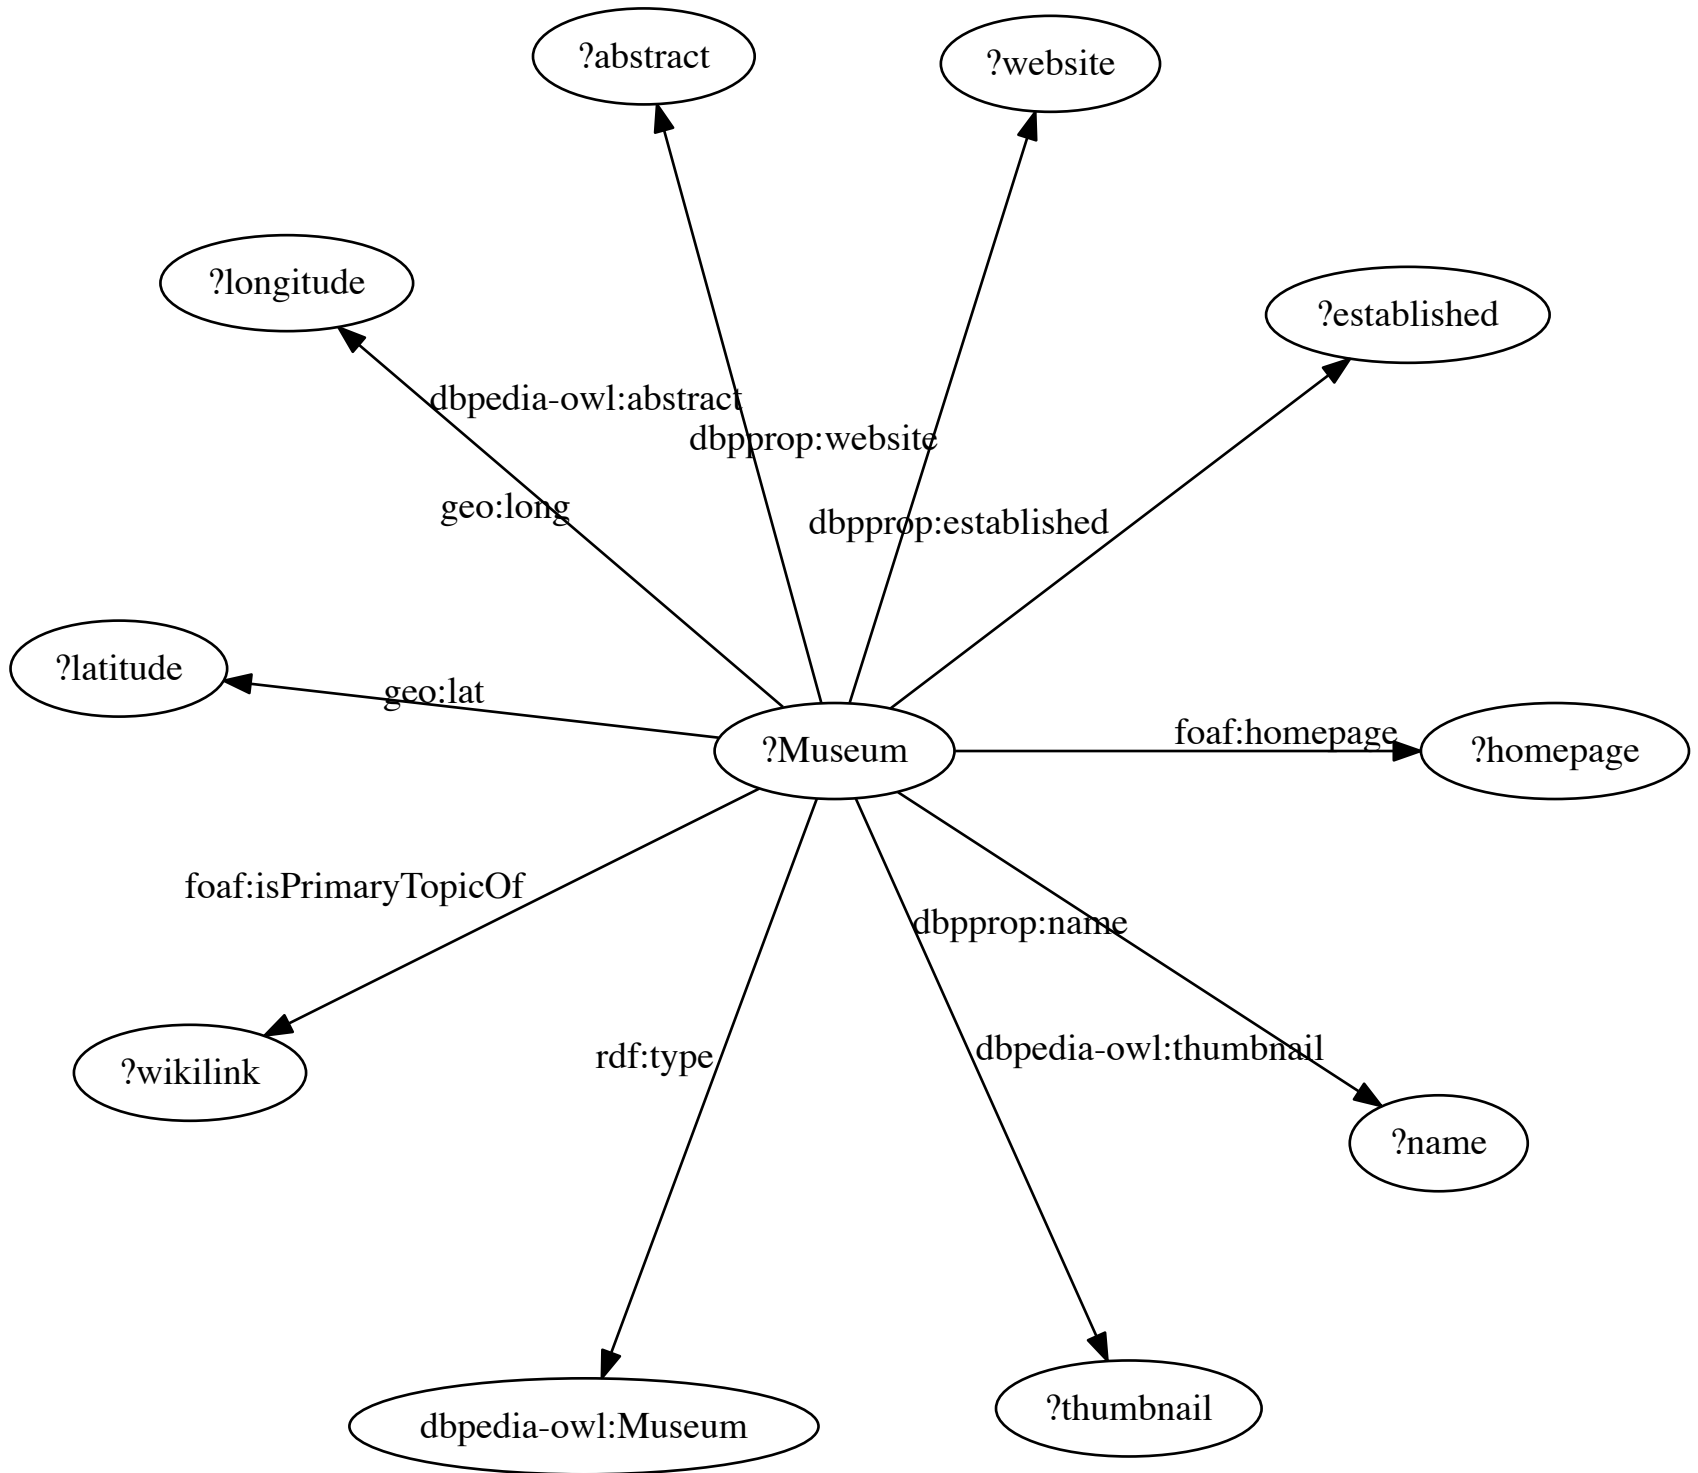 ?abstract
?website
?longitude
?established
dbpedia-owl:abstract
dbpprop:website
geo:long
dbpprop:established
?latitude
geo:lat
foaf:homepage
?Museum
?homepage
foaf:isPrimaryTopicOf
dbpprop:name
rdf:type
dbpedia-owl:thumbnail
?wikilink
?name
?thumbnail
dbpedia-owl:Museum